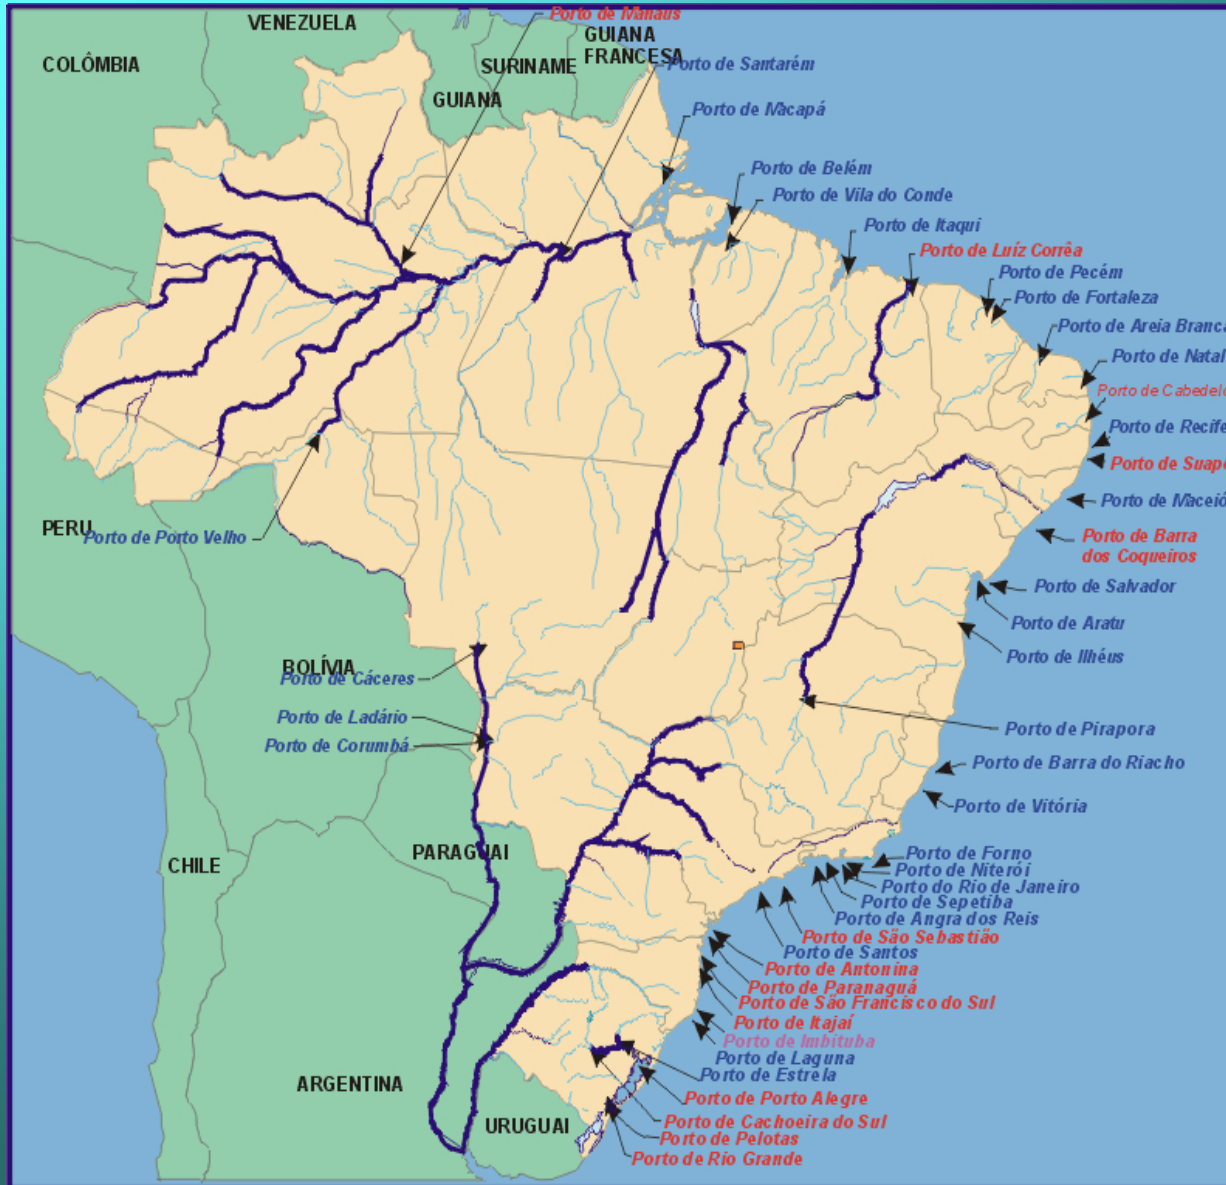 Porto de Manaus
VENEZUELA
GUIANA
FRANCESA
COLÔMBIA
SURINAME
Porto de Santarém
GUIANA
Porto de Macapá
Porto de Belém
Porto de Vila do Conde
Porto de Itaqui
Porto de Luíz Corrêa
Porto de Pecém
Porto de Fortaleza
Porto de Areia Branca
Porto de Natal
Porto de Cabedelo
Porto de Recife
Porto de Suape
Porto de Maceió
PERU
Porto de Porto Velho
Porto de Barra
dos Coqueiros
Porto de Salvador
Porto de Aratu
Porto de Ilhéus
BOLÍVIA
Porto de Cáceres
Porto de Ladário
Porto de Corumbá
Porto de Pirapora
Porto de Barra do Riacho
Porto de Vitória
PARAGUAI
CHILE
Porto de Forno
Porto de Niterói
Porto do Rio de Janeiro
Porto de Sepetiba
Porto de Angra dos Reis
Porto de São Sebastião
Porto de Santos
Porto de Antonina
Porto de Paranaguá
Porto de São Francisco do Sul
Porto de Itajaí
Porto de Imbituba
Porto de Laguna
Porto de Estrela
ARGENTINA
Porto de Porto Alegre
URUGUAI
Porto de Cachoeira do Sul
Porto de Pelotas
Porto de Rio Grande